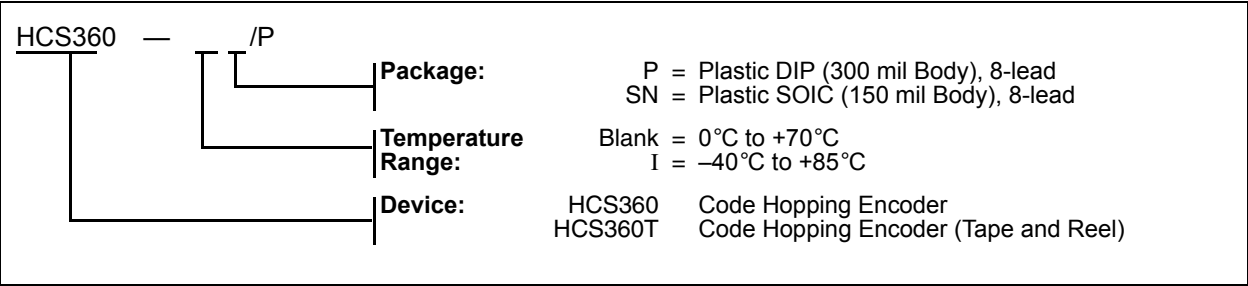 HCS360 — /P
Package: P = Plastic DIP (300 mil Body), 8-lead
SN = Plastic SOIC (150 mil Body), 8-lead
Temperature Blank = 0°C to +70°C
Range: I = –40°C to +85°C
Device: HCS360 Code Hopping Encoder
HCS360T Code Hopping Encoder (Tape and Reel)